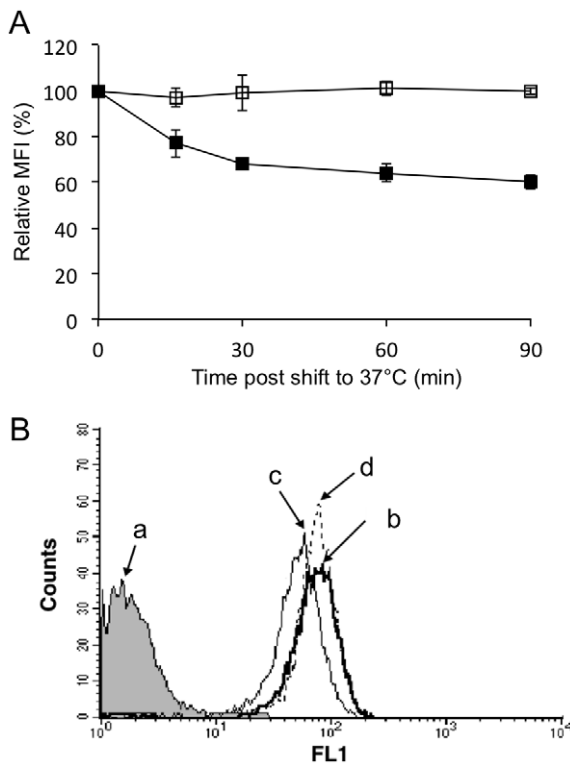 A
120
100
80
60
40
20
0
Relative MFI (%)
0 30 60 90
Time post shift to 37°C (min)
B
80
70
60
50
40
30
20
10
0
Counts
a
c
d
b
10⁰ 10¹ 10² 10³ 10⁴
FL1